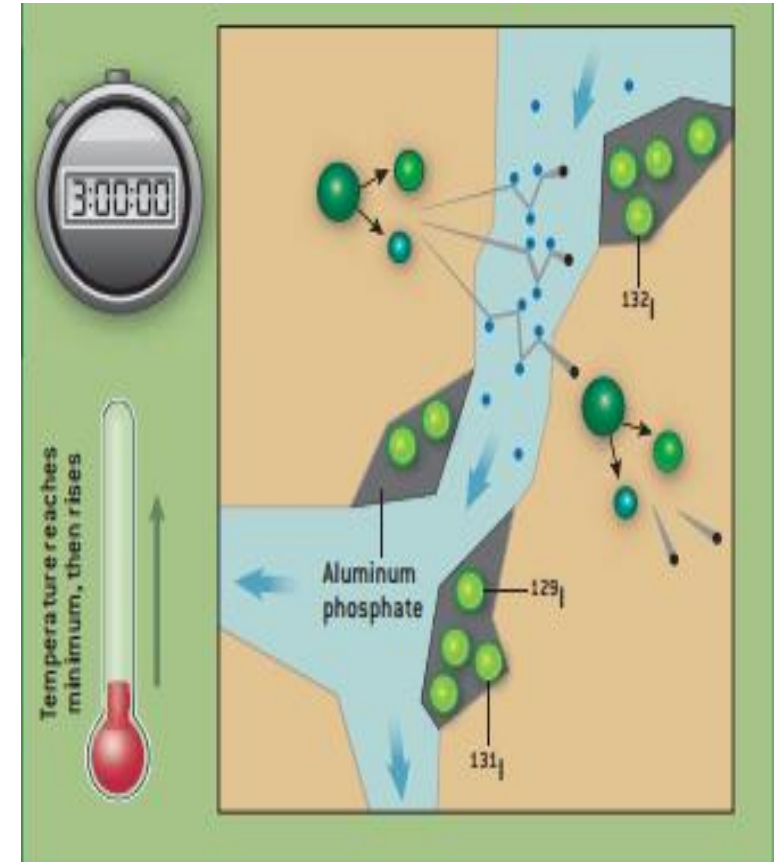 3:00:00
Temperature reaches
minimum, then rises
132I
Aluminum
phosphate
129I
131I